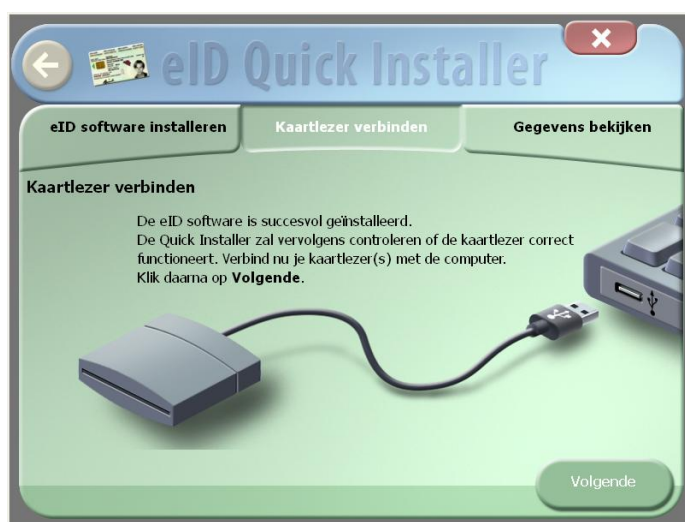 eID Quick Installer
eID software installeren
Kaartlezer verbinden
Gegevens bekijken
Kaartlezer verbinden
De eID software is succesvol geïnstalleerd.
De Quick Installer zal vervolgens controleren of de kaartlezer correct
functioneert. Verbind nu je kaartlezer(s) met de computer.
Klik daarna op Volgende.
Volgende